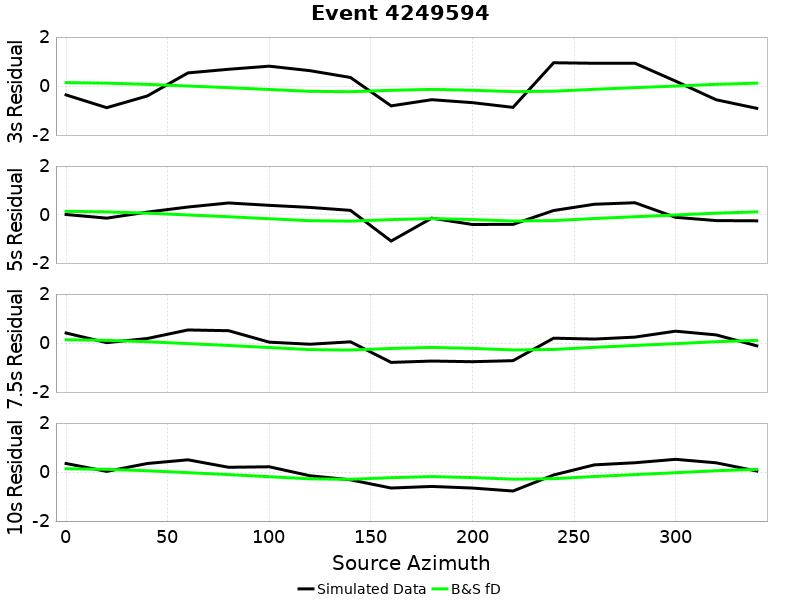 Event 4249594
3s Residual
2
0
-2
5s Residual
2
0
-2
7.5s Residual
2
0
-2
10s Residual
2
0
-2
0 50 100 150 200 250 300
Source Azimuth
Simulated Data B&S fD